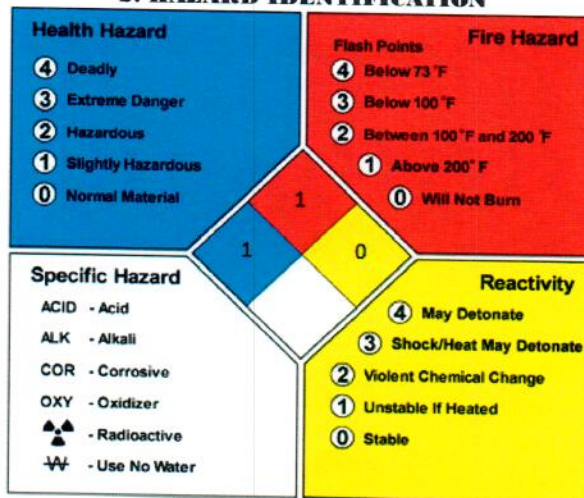 2. HAZARD IDENTIFICATION
Health Hazard
4 Deadly
3 Extreme Danger
2 Hazardous
1 Slightly Hazardous
0 Normal Material
Fire Hazard
Flash Points
4 Below 73 °F
3 Below 100 °F
2 Between 100 °F and 200 °F
1 Above 200° F
0 Will Not Burn
1
1
0
Specific Hazard
ACID - Acid
ALK - Alkali
COR - Corrosive
OXY - Oxidizer
- Radioactive
W - Use No Water
Reactivity
4 May Detonate
3 Shock/Heat May Detonate
2 Violent Chemical Change
1 Unstable If Heated
0 Stable